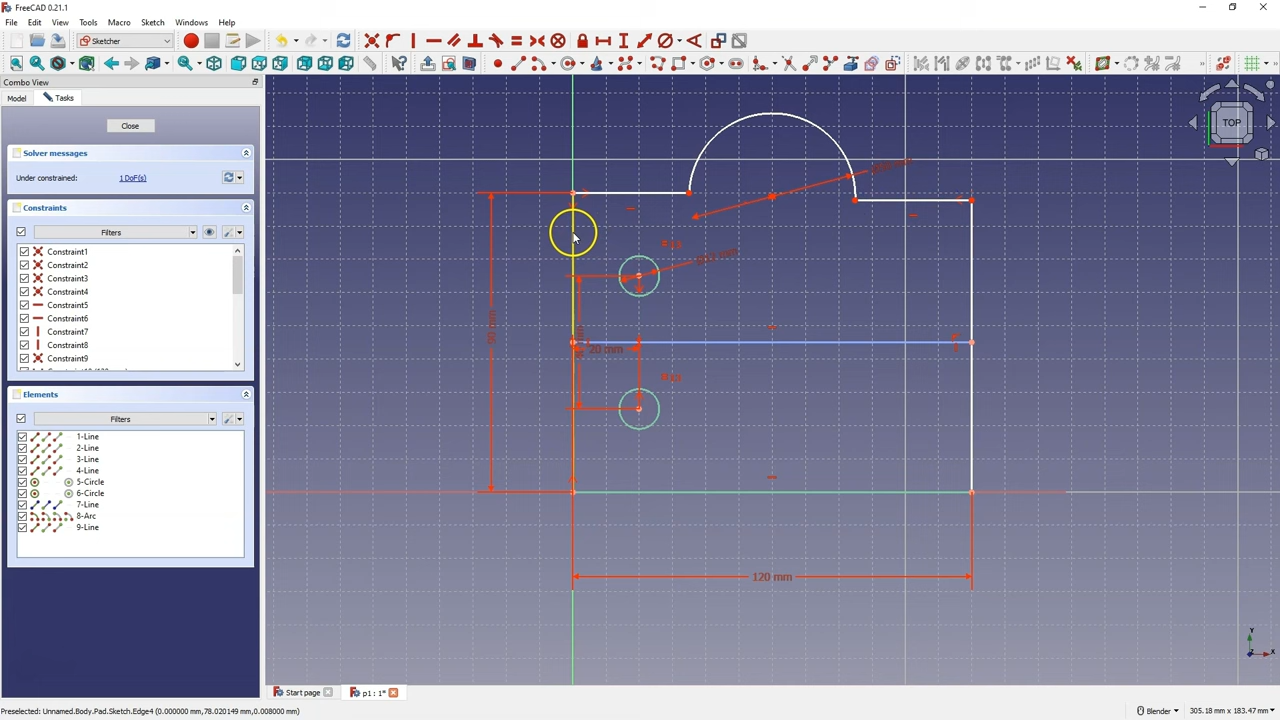 FreeCAD 0.21.1
File Edit View Tools Macro Sketch Windows Help
Sketcher
Combo View
Model Tasks
TOP
Close
Solver messages
Under constrained: 1 DoF(s)
Constraints
Filters
Constraint1
Constraint2
Constraint3
Constraint4
Constraint5
Constraint6
Constraint7
Constraint8
Constraint9
Elements
Filters
1-Line
2-Line
3-Line
4-Line
5-Circle
6-Circle
7-Line
8-Arc
9-Line
90 mm
20 mm
120 mm
Y
Z X
Start page p1 : 1*
Preselected: Unnamed.Body.Pad.Sketch.Edge4 (0.000000 mm,78.020149 mm,0.008000 mm)
Blender 305.18 mm x 183.47 mm